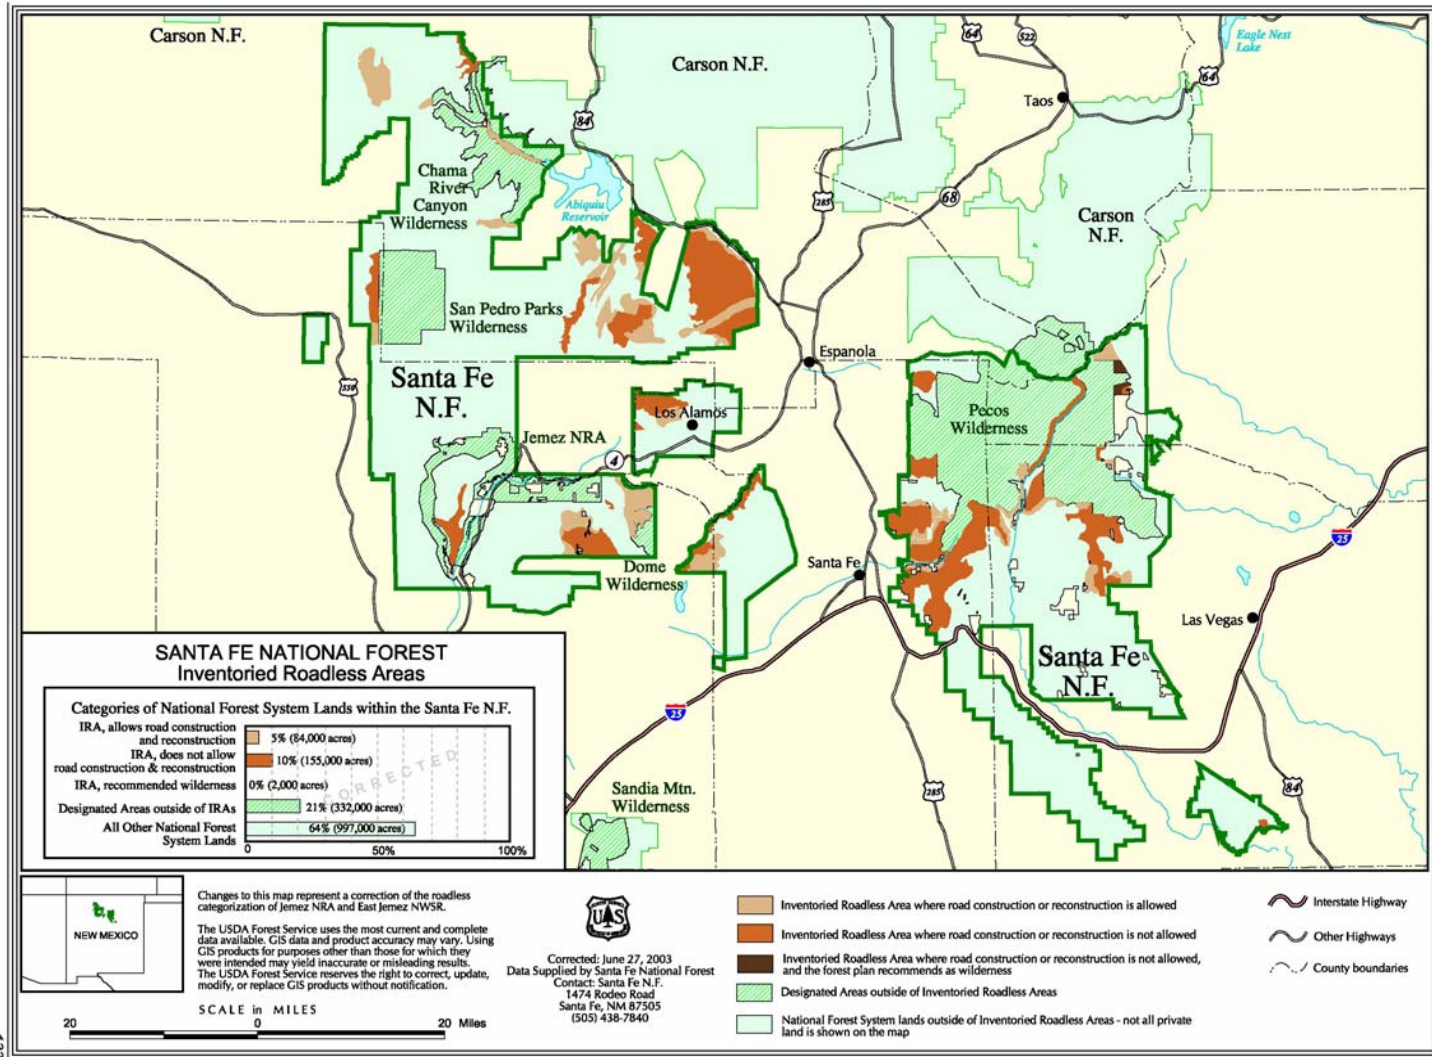 Carson N.F.
Carson N.F.
64
522
Eagle Nest
Lake
64
Taos
84
Chama
River
Canyon
Wilderness
Abiquiu
Reservoir
285
68
Carson
N.F.
San Pedro Parks
Wilderness
Espanola
550
Santa Fe
N.F.
Los Alamos
Pecos
Wilderness
Jemez NRA
4
25
Dome
Wilderness
Santa Fe
Las Vegas
Santa Fe
N.F.
25
Sandia Mtn.
Wilderness
285
84
SANTA FE NATIONAL FOREST
Inventoried Roadless Areas
Categories of National Forest System Lands within the Santa Fe N.F.
IRA, allows road construction
and reconstruction
5% (84,000 acres)
IRA, does not allow
road construction & reconstruction
10% (155,000 acres)
IRA, recommended wilderness
0% (2,000 acres)
Designated Areas outside of IRAs
21% (332,000 acres)
All Other National Forest
System Lands
64% (997,000 acres)
CORRECTED
0 50% 100%
NEW MEXICO
Changes to this map represent a correction of the roadless
categorization of Jemez NRA and East Jemez NWSR.
The USDA Forest Service uses the most current and complete
data available. GIS data and product accuracy may vary. Using
GIS products for purposes other than those for which they
were intended may yield inaccurate or misleading results.
The USDA Forest Service reserves the right to correct, update,
modify, or replace GIS products without notification.
SCALE in MILES
20 0 20 Miles
UAS
Corrected: June 27, 2003
Data Supplied by Santa Fe National Forest
Contact: Santa Fe N.F.
1474 Rodeo Road
Santa Fe, NM 87505
(505) 438-7840
Inventoried Roadless Area where road construction or reconstruction is allowed
Inventoried Roadless Area where road construction or reconstruction is not allowed
Inventoried Roadless Area where road construction or reconstruction is not allowed,
and the forest plan recommends as wilderness
Designated Areas outside of Inventoried Roadless Areas
National Forest System lands outside of Inventoried Roadless Areas - not all private
land is shown on the map
Interstate Highway
Other Highways
County boundaries